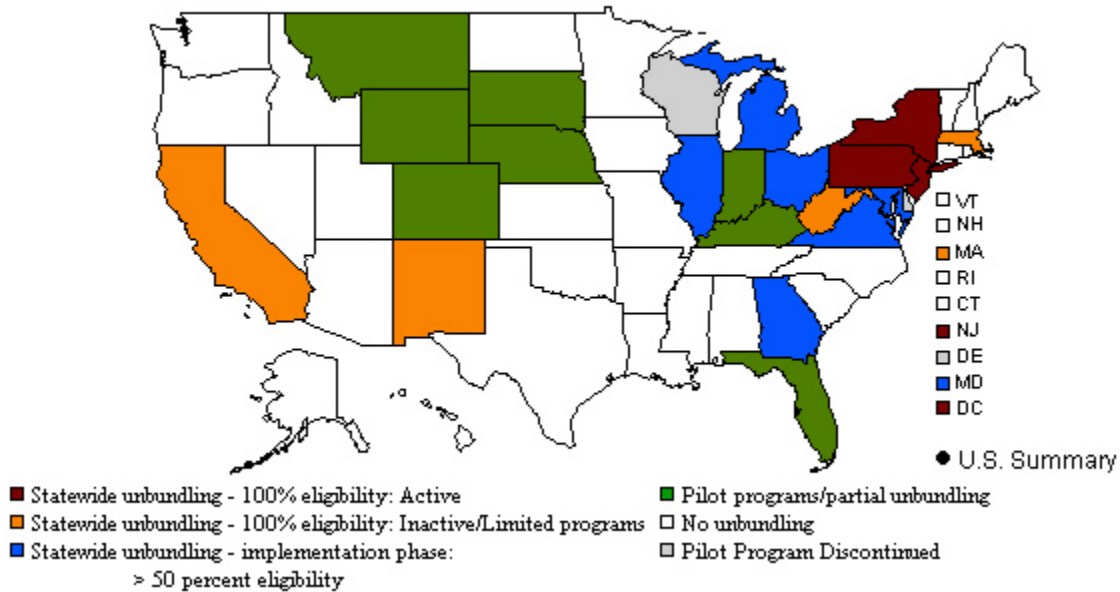 VT
NH
MA
RI
CT
NJ
DE
MD
DC
U.S. Summary
Statewide unbundling - 100% eligibility: Active
Statewide unbundling - 100% eligibility: Inactive/Limited programs
Statewide unbundling - implementation phase:
> 50 percent eligibility
Pilot programs/partial unbundling
No unbundling
Pilot Program Discontinued